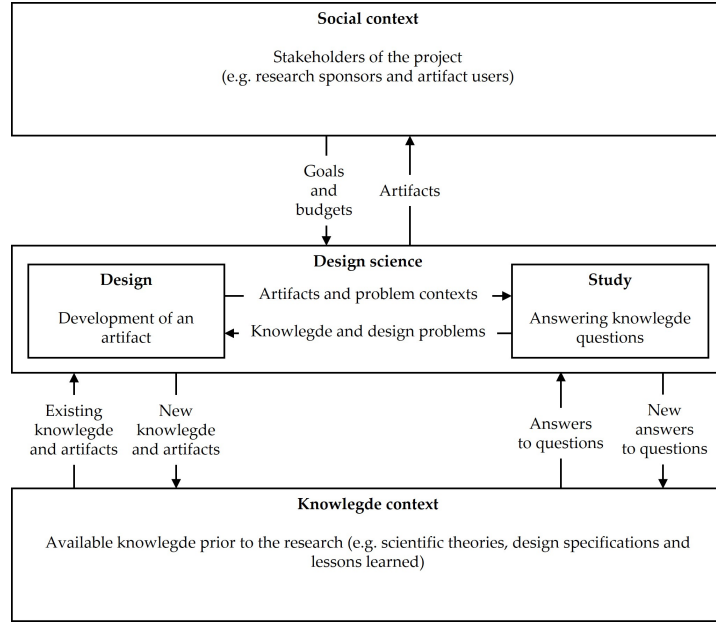 Social context
Stakeholders of the project
(e.g. research sponsors and artifact users)
Goals
and
budgets
Artifacts
Design science
Design
Development of an
artifact
Artifacts and problem contexts
Knowlegde and design problems
Study
Answering knowlegde
questions
Existing
knowlegde
and artifacts
New
knowlegde
and artifacts
Answers
to questions
New
answers
to questions
Knowlegde context
Available knowlegde prior to the research (e.g. scientific theories, design specifications and
lessons learned)